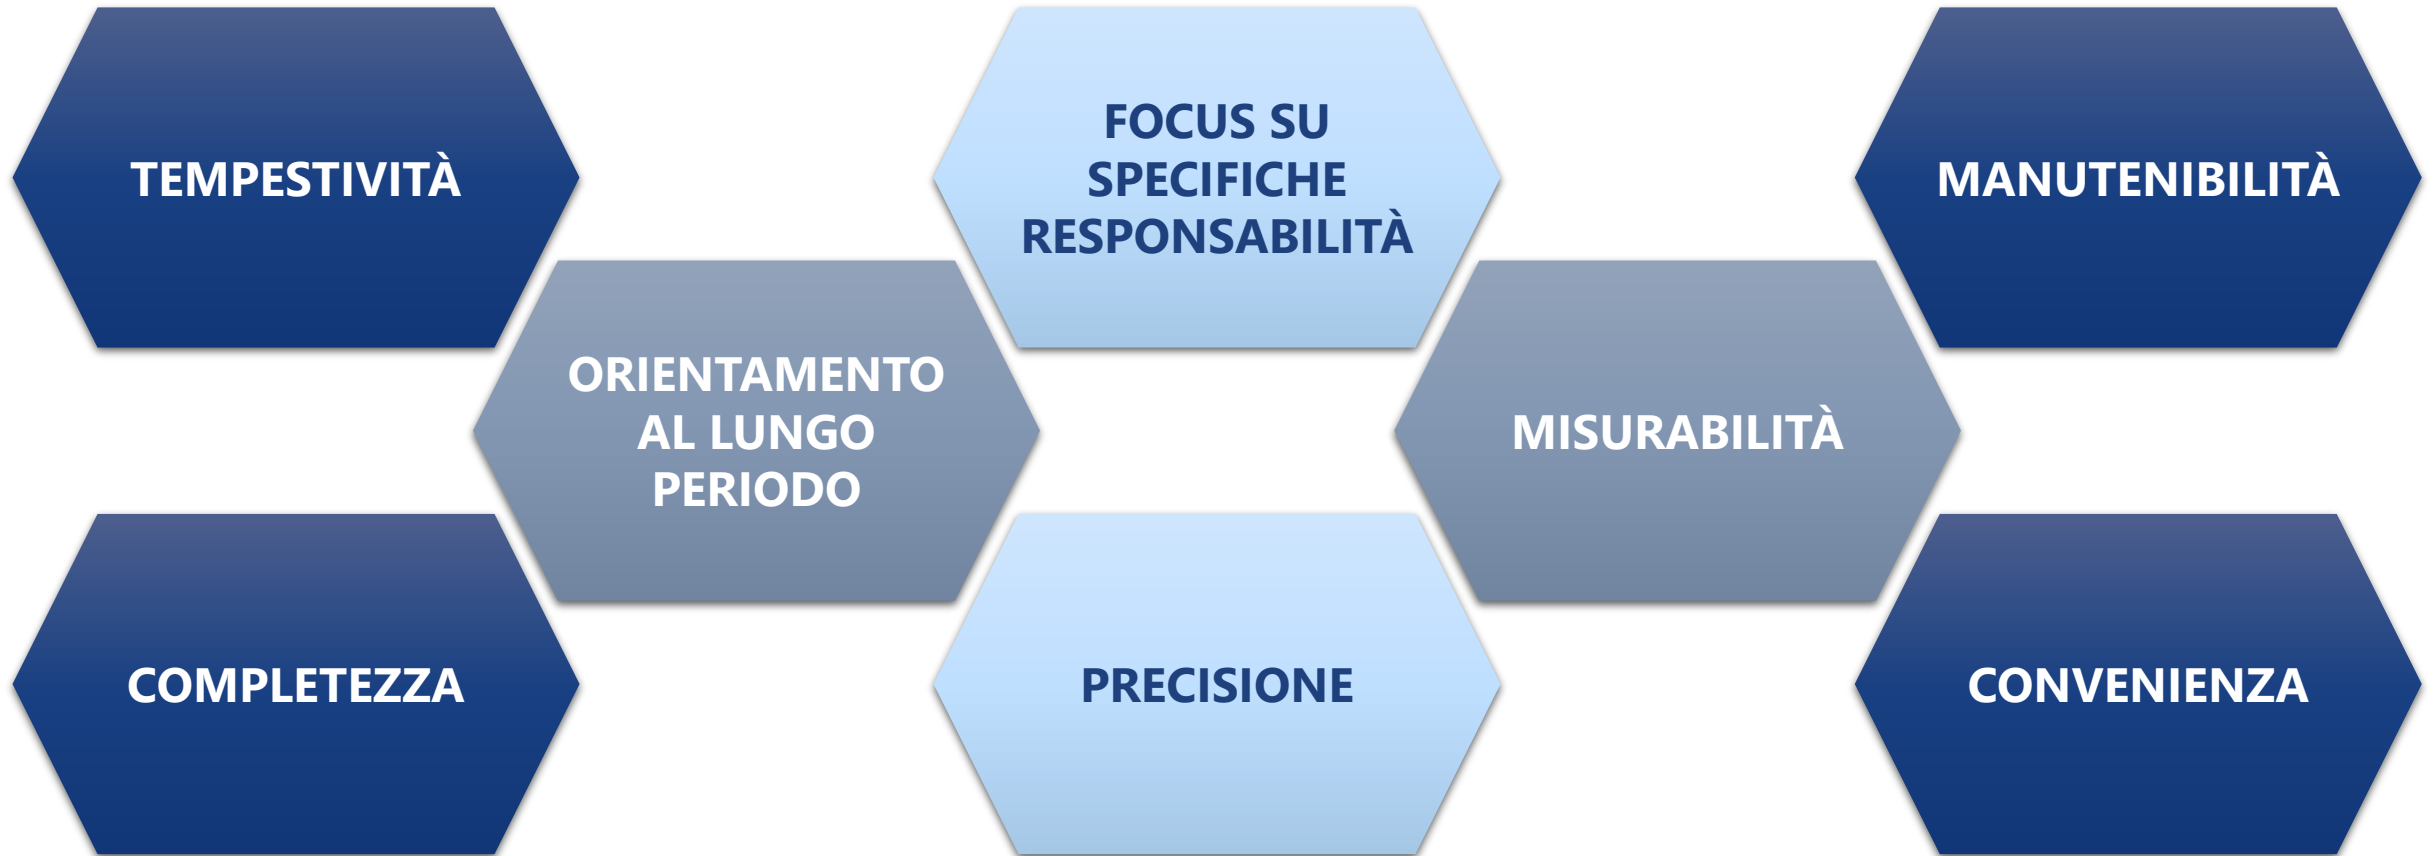 TEMPESTIVITÀ
FOCUS SU
SPECIFICHE
RESPONSABILITÀ
MANUTENIBILITÀ
ORIENTAMENTO
AL LUNGO
PERIODO
MISURABILITÀ
COMPLETEZZA
PRECISIONE
CONVENIENZA